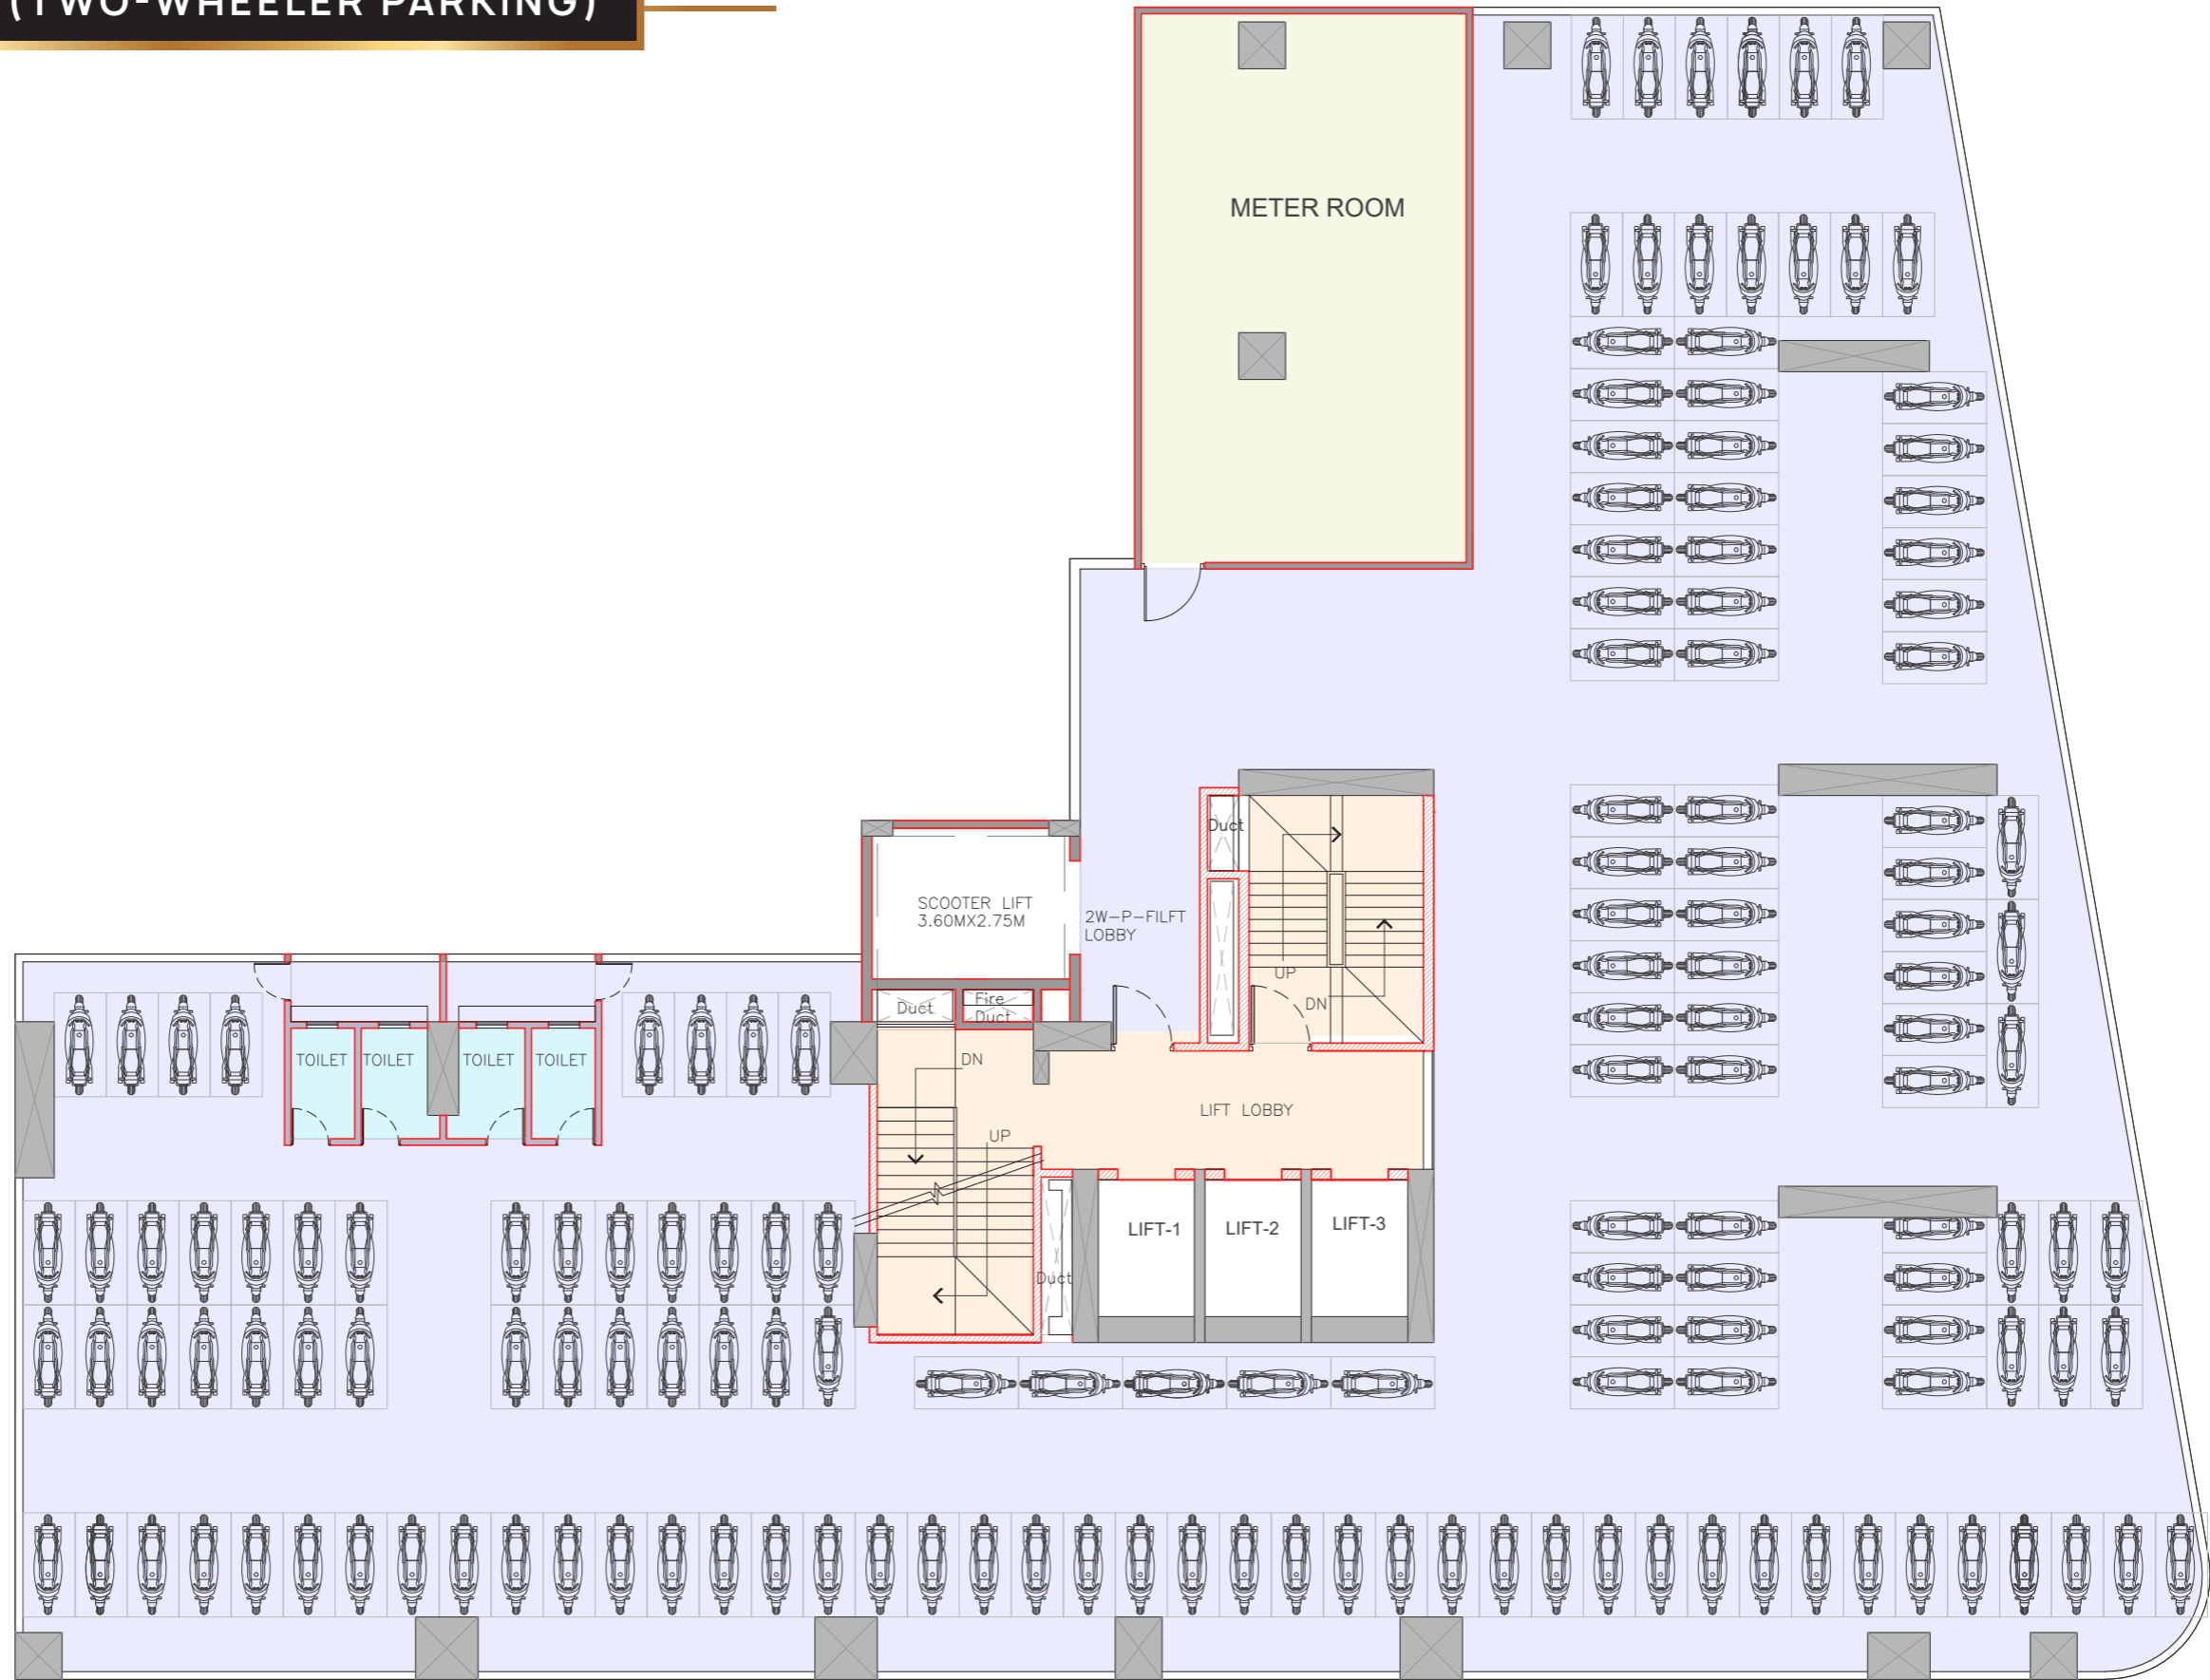 (TWO-WHEELER PARKING)
METER ROOM
Duct
SCOOTER LIFT
3.60MX2.75M
2W-P-FILFT
LOBBY
UP
DN
Duct
Fire
Duct
TOILET
TOILET
TOILET
TOILET
DN
LIFT LOBBY
UP
LIFT-1
LIFT-2
LIFT-3
Duct